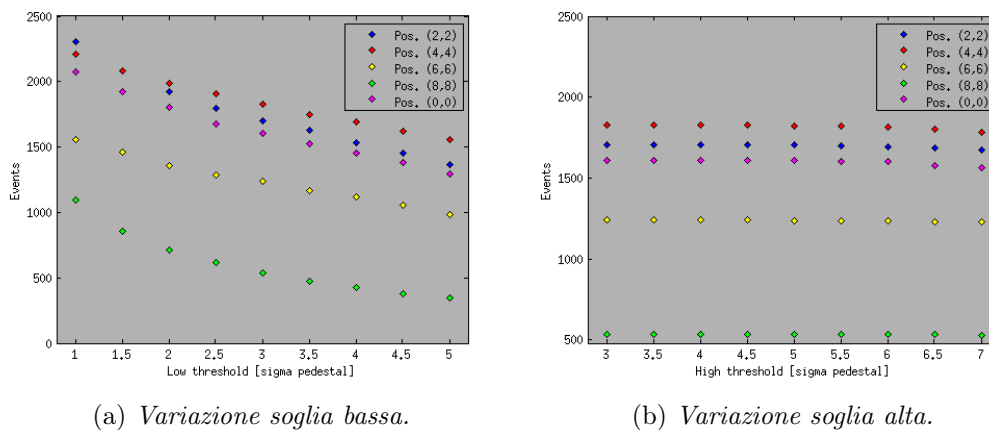 2500
2000
1500
1000
500
0
Events
Pos. (2,2)
Pos. (4,4)
Pos. (6,6)
Pos. (8,8)
Pos. (0,0)
1 1.5 2 2.5 3 3.5 4 4.5 5
Low threshold [sigma pedestal]
(a) Variazione soglia bassa.
2500
2000
1500
1000
500
Events
Pos. (2,2)
Pos. (4,4)
Pos. (6,6)
Pos. (8,8)
Pos. (0,0)
3 3.5 4 4.5 5 5.5 6 6.5 7
High threshold [sigma pedestal]
(b) Variazione soglia alta.